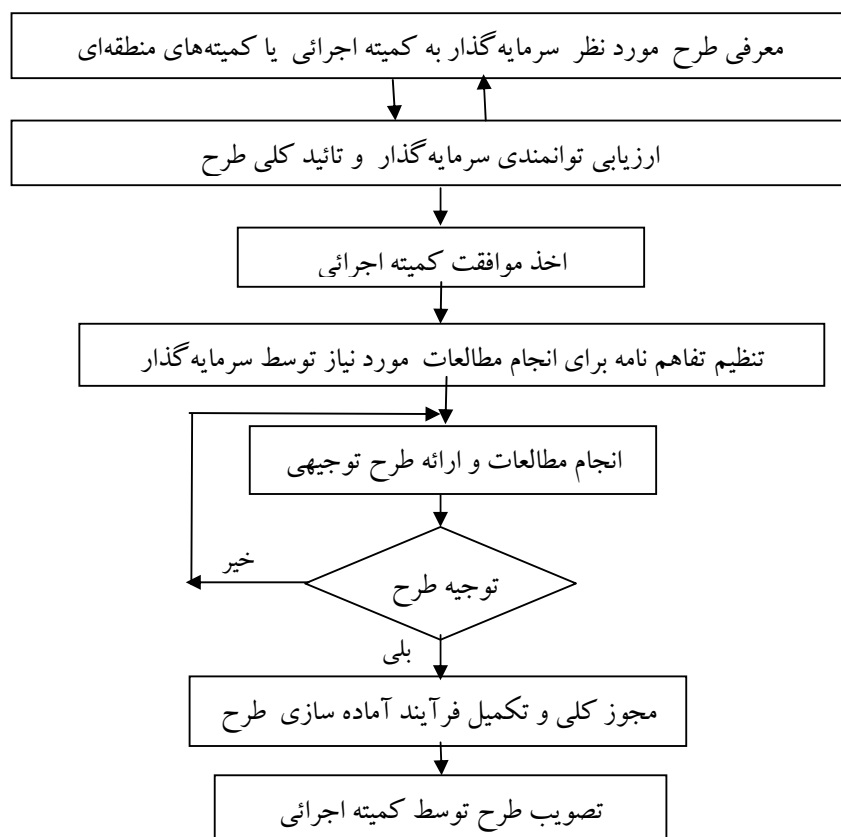 معرفی طرح مورد نظر سرمایه‌گذار به کمیته اجرائی یا کمیته‌های منطقه‌ای
ارزیابی توانمندی سرمایه‌گذار و تائید کلی طرح
اخذ موافقت کمیته اجرائی
تنظیم تفاهم نامه برای انجام مطالعات مورد نیاز توسط سرمایه‌گذار
انجام مطالعات و ارائه طرح توجیهی
خیر
توجیه طرح
بلی
مجوز کلی و تکمیل فرآیند آماده سازی طرح
تصویب طرح توسط کمیته اجرائی